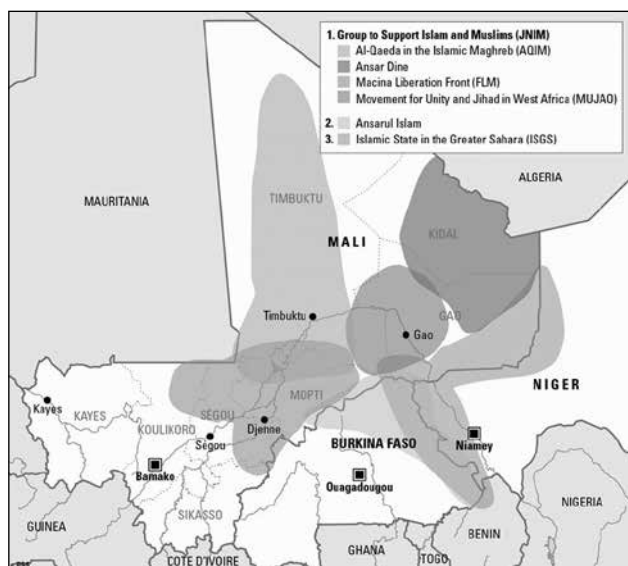 1. Group to Support Islam and Muslims (JNIM)
Al-Qaeda in the Islamic Maghreb (AQIM)
Ansar Dine
Macina Liberation Front (FLM)
Movement for Unity and Jihad in West Africa (MUJAO)
2. Ansarul Islam
3. Islamic State in the Greater Sahara (ISGS)
ALGERIA
MAURITANIA
TIMBUKTU
KIDAL
MALI
Timbuktu
GAO
Gao
NIGER
Kayes
KAYES
MOPTI
SÉGOU
KOULIKORO
Djenne
Ségou
BURKINA FASO
Niamey
Bamako
Ouagadougou
NIGERIA
SIKASSO
GUINEA
BENIN
GHANA
TOGO
COTE D'IVOIRE